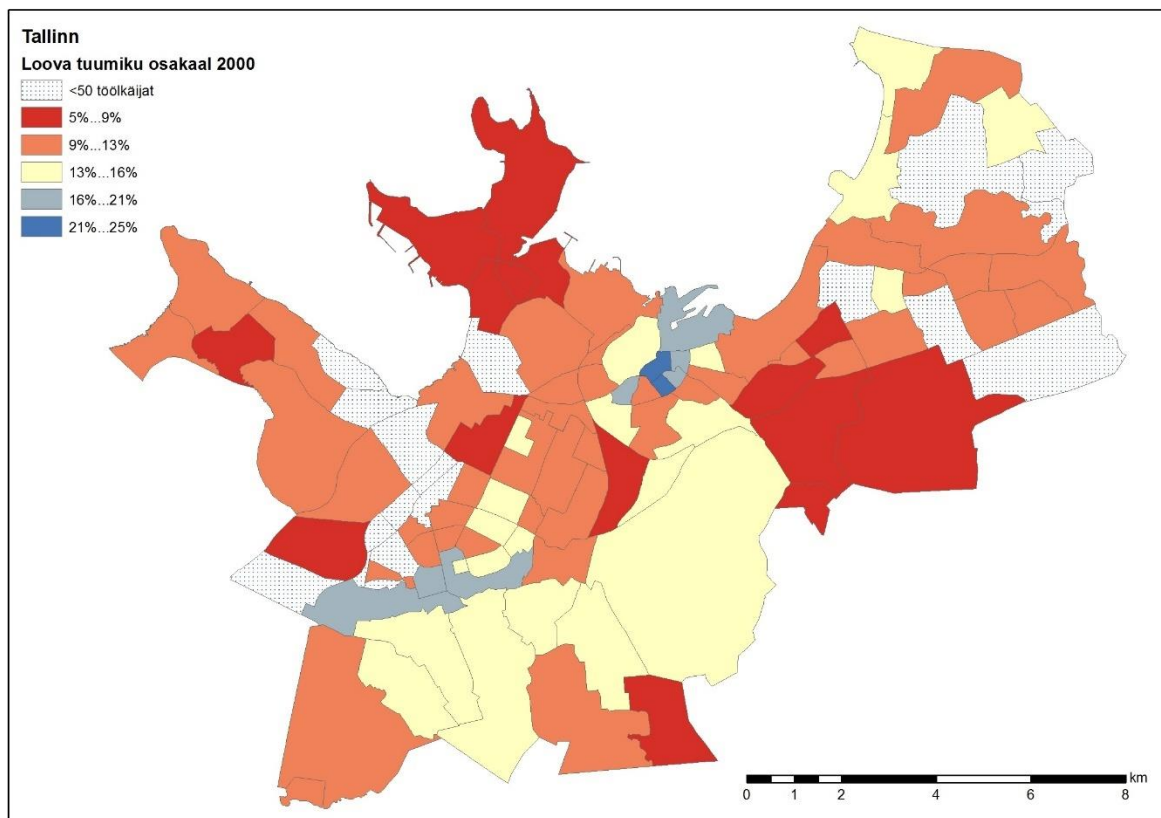 Tallinn
Loova tuumiku osakaal 2000
<50 töölkäijat
5%...9%
9%...13%
13%...16%
16%...21%
21%...25%
km
0 1 2 4 6 8